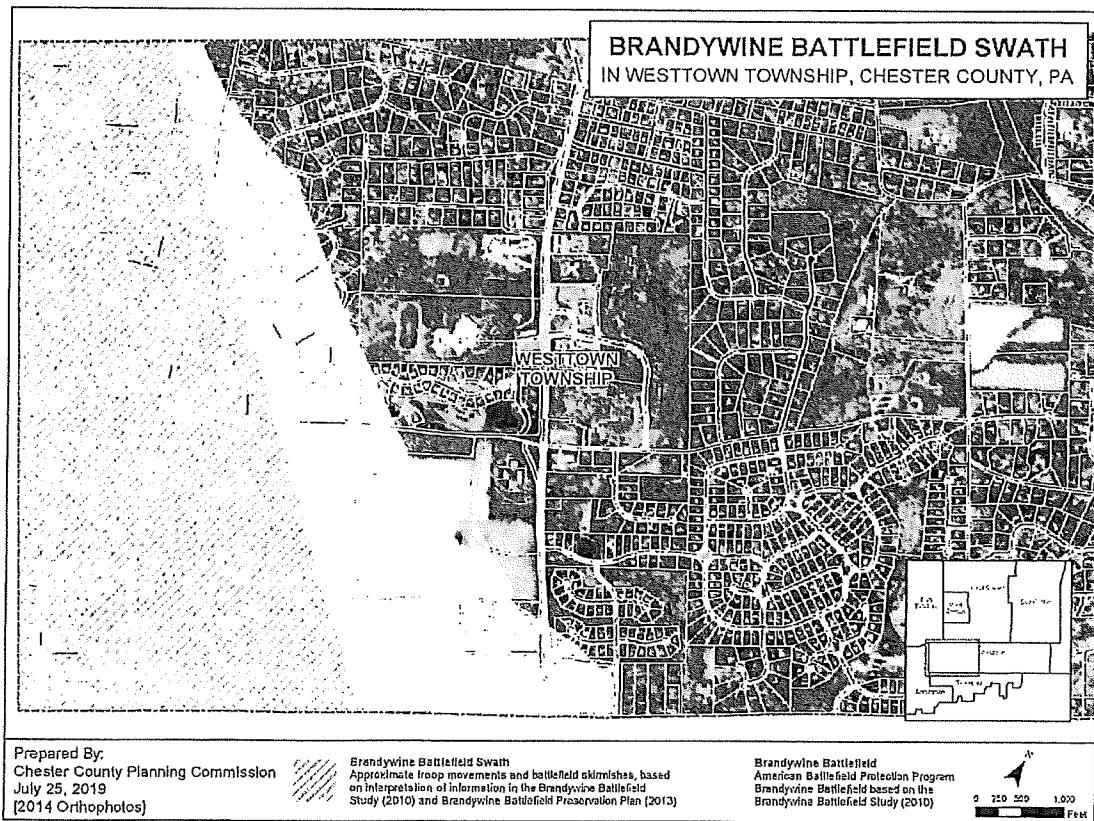 BRANDYWINE BATTLEFIELD SWATH
IN WESTTOWN TOWNSHIP, CHESTER COUNTY, PA
WESTTOWN
TOWNSHIP
Prepared By:
Chester County Planning Commission
July 25, 2019
[2014 Orthophotos]
Brandywine Battlefield Swath
Approximate troop movements and battlefield skirmishes, based
on interpretation of information in the Brandywine Battlefield
Study (2010) and Brandywine Battlefield Preservation Plan (2013)
Brandywine Battlefield
American Battlefield Protection Program
Brandywine Battlefield based on the
Brandywine Battlefield Study (2010)
N
0 250 500 1,000
Feet